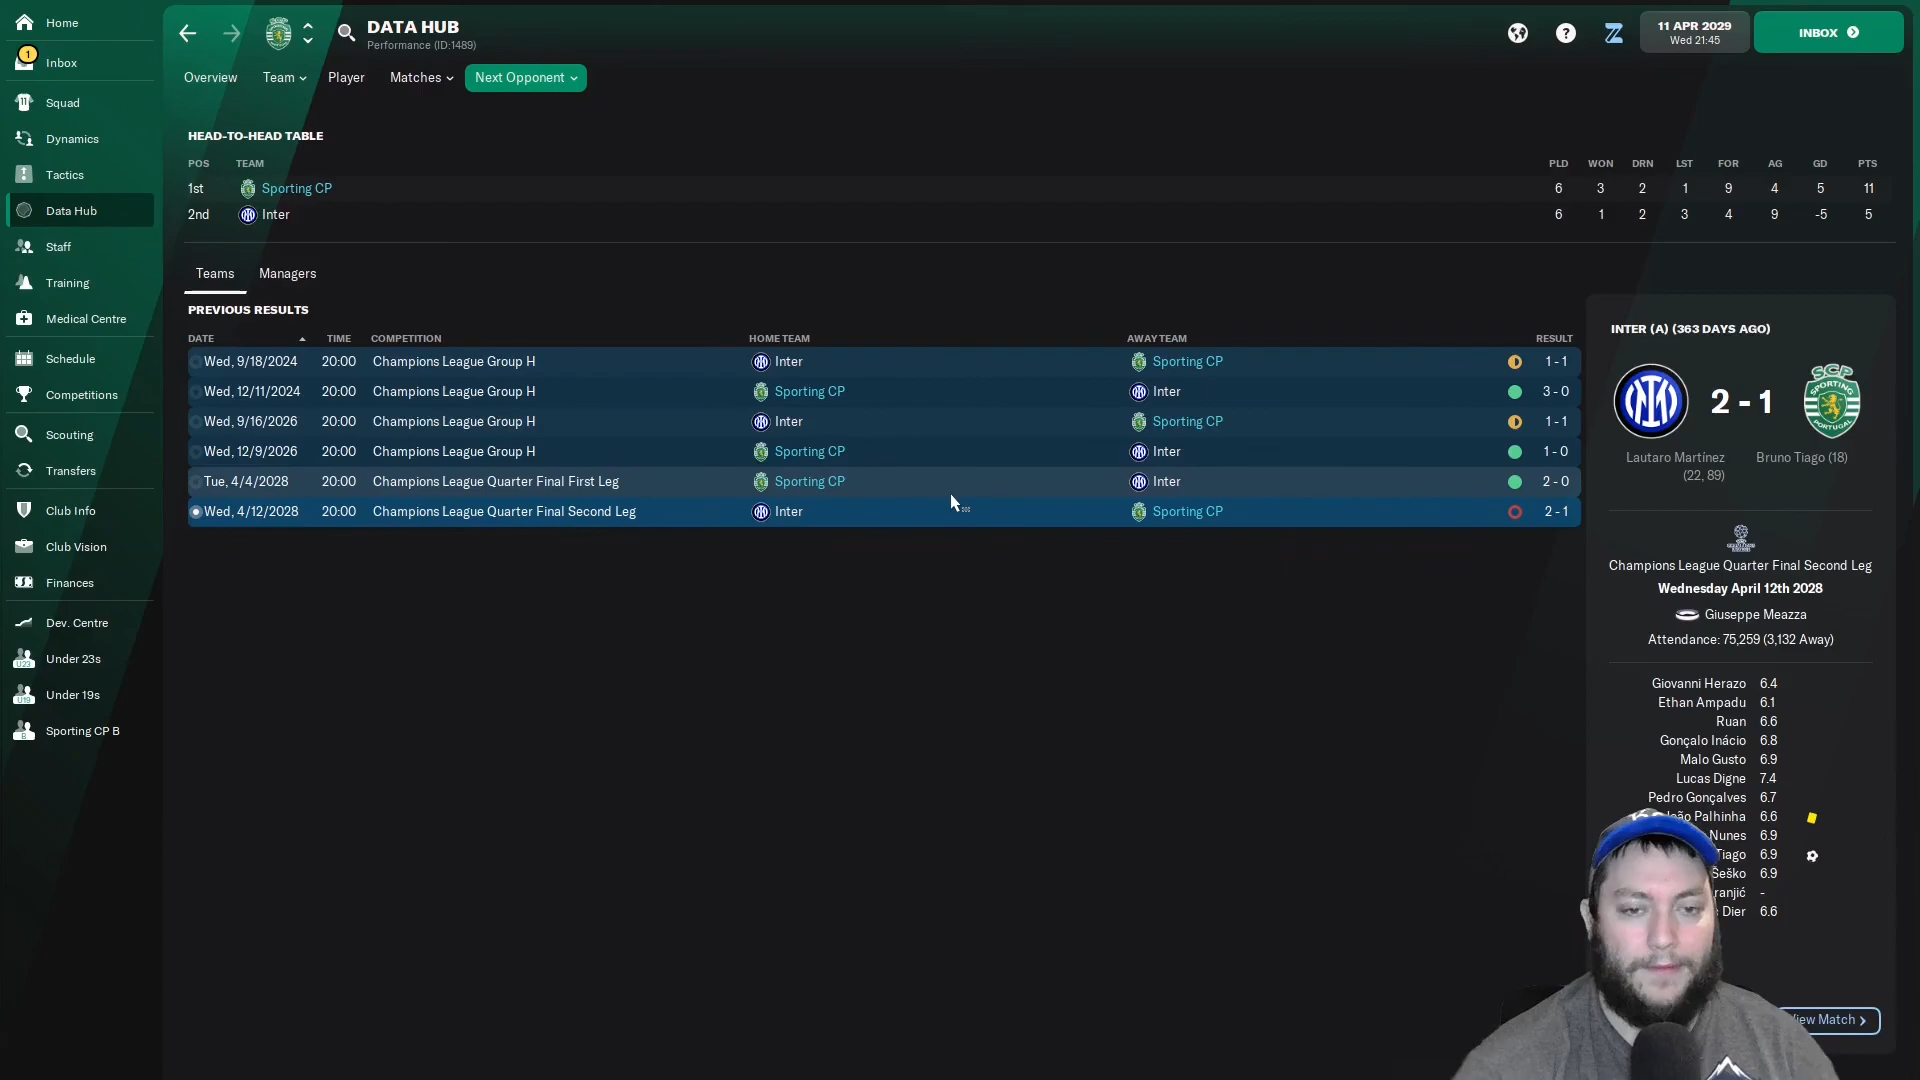 Home
1
Inbox
Squad
Dynamics
Tactics
Data Hub
Staff
Training
Medical Centre
Schedule
Competitions
Scouting
Transfers
Club Info
Club Vision
Finances
Dev. Centre
U23 Under 23s
U19 Under 19s
B Sporting CP B
DATA HUB
Performance (ID:1489)
11 APR 2029
Wed 21:45
INBOX
Overview Team Player Matches Next Opponent
HEAD-TO-HEAD TABLE
POS TEAM PLD WON DRN LST FOR AG GD PTS
1st Sporting CP 6 3 2 1 9 4 5 11
2nd Inter 6 1 2 3 4 9 -5 5
Teams Managers
PREVIOUS RESULTS
DATE TIME COMPETITION HOME TEAM AWAY TEAM RESULT
Wed, 9/18/2024 20:00 Champions League Group H Inter Sporting CP 1 - 1
Wed, 12/11/2024 20:00 Champions League Group H Sporting CP Inter 3 - 0
Wed, 9/16/2026 20:00 Champions League Group H Inter Sporting CP 1 - 1
Wed, 12/9/2026 20:00 Champions League Group H Sporting CP Inter 1 - 0
Tue, 4/4/2028 20:00 Champions League Quarter Final First Leg Sporting CP Inter 2 - 0
Wed, 4/12/2028 20:00 Champions League Quarter Final Second Leg Inter Sporting CP 2 - 1
INTER (A) (363 DAYS AGO)
2 - 1
SCP
SPORTING
PORTUGAL
Lautaro Martínez Bruno Tiago (18)
(22, 89)
Champions League Quarter Final Second Leg
Wednesday April 12th 2028
Giuseppe Meazza
Attendance: 75,259 (3,132 Away)
Giovanni Herazo 6.4
Ethan Ampadu 6.1
Ruan 6.6
Gonçalo Inácio 6.8
Malo Gusto 6.9
Lucas Digne 7.4
Pedro Gonçalves 6.7
Palhinha 6.6
Nunes 6.9
Tiago 6.9
Šeško 6.9
-
Dier 6.6
View Match